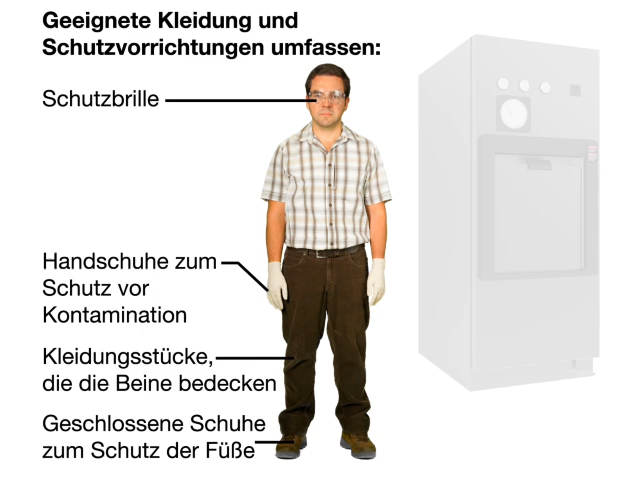 Geeignete Kleidung und
Schutzvorrichtungen umfassen:
Schutzbrille
Handschuhe zum
Schutz vor
Kontamination
Kleidungsstücke,
die die Beine bedecken
Geschlossene Schuhe
zum Schutz der Füße